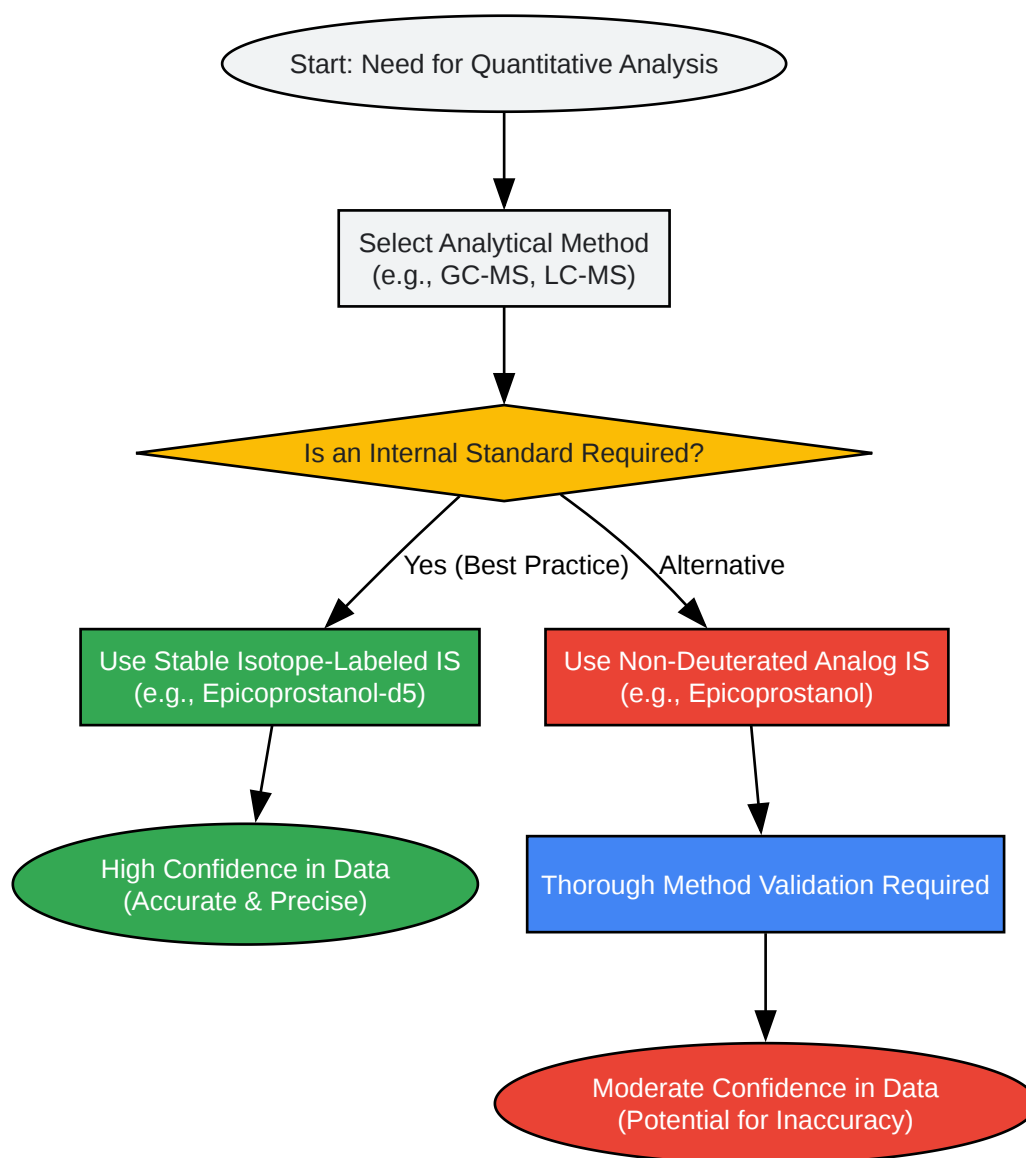 Start: Need for Quantitative Analysis
Select Analytical Method
(e.g., GC-MS, LC-MS)
Is an Internal Standard Required?
Yes (Best Practice)
Alternative
Use Stable Isotope-Labeled IS
(e.g., Epicoprostanol-d5)
Use Non-Deuterated Analog IS
(e.g., Epicoprostanol)
High Confidence in Data
(Accurate & Precise)
Thorough Method Validation Required
Moderate Confidence in Data
(Potential for Inaccuracy)